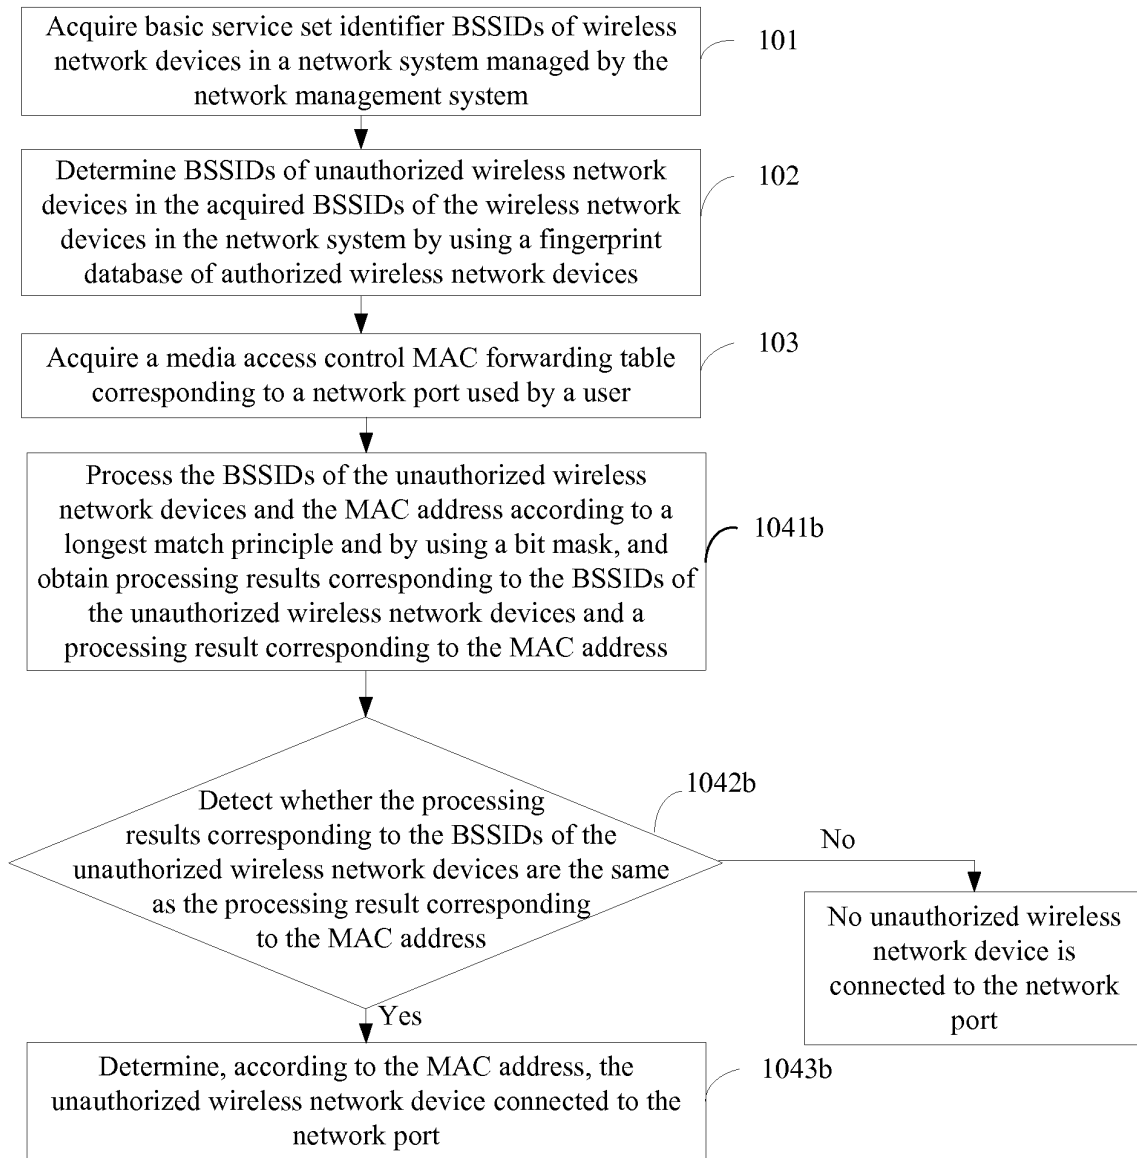 Acquire basic service set identifier BSSIDs of wireless
network devices in a network system managed by the
network management system
101
Determine BSSIDs of unauthorized wireless network
devices in the acquired BSSIDs of the wireless network
devices in the network system by using a fingerprint
database of authorized wireless network devices
102
Acquire a media access control MAC forwarding table
corresponding to a network port used by a user
103
Process the BSSIDs of the unauthorized wireless
network devices and the MAC address according to a
longest match principle and by using a bit mask, and
obtain processing results corresponding to the BSSIDs of
the unauthorized wireless network devices and a
processing result corresponding to the MAC address
1041b
Detect whether the processing
results corresponding to the BSSIDs of the
unauthorized wireless network devices are the same
as the processing result corresponding
to the MAC address
1042b
No
No unauthorized wireless
network device is
connected to the network
port
Yes
Determine, according to the MAC address, the
unauthorized wireless network device connected to the
network port
1043b